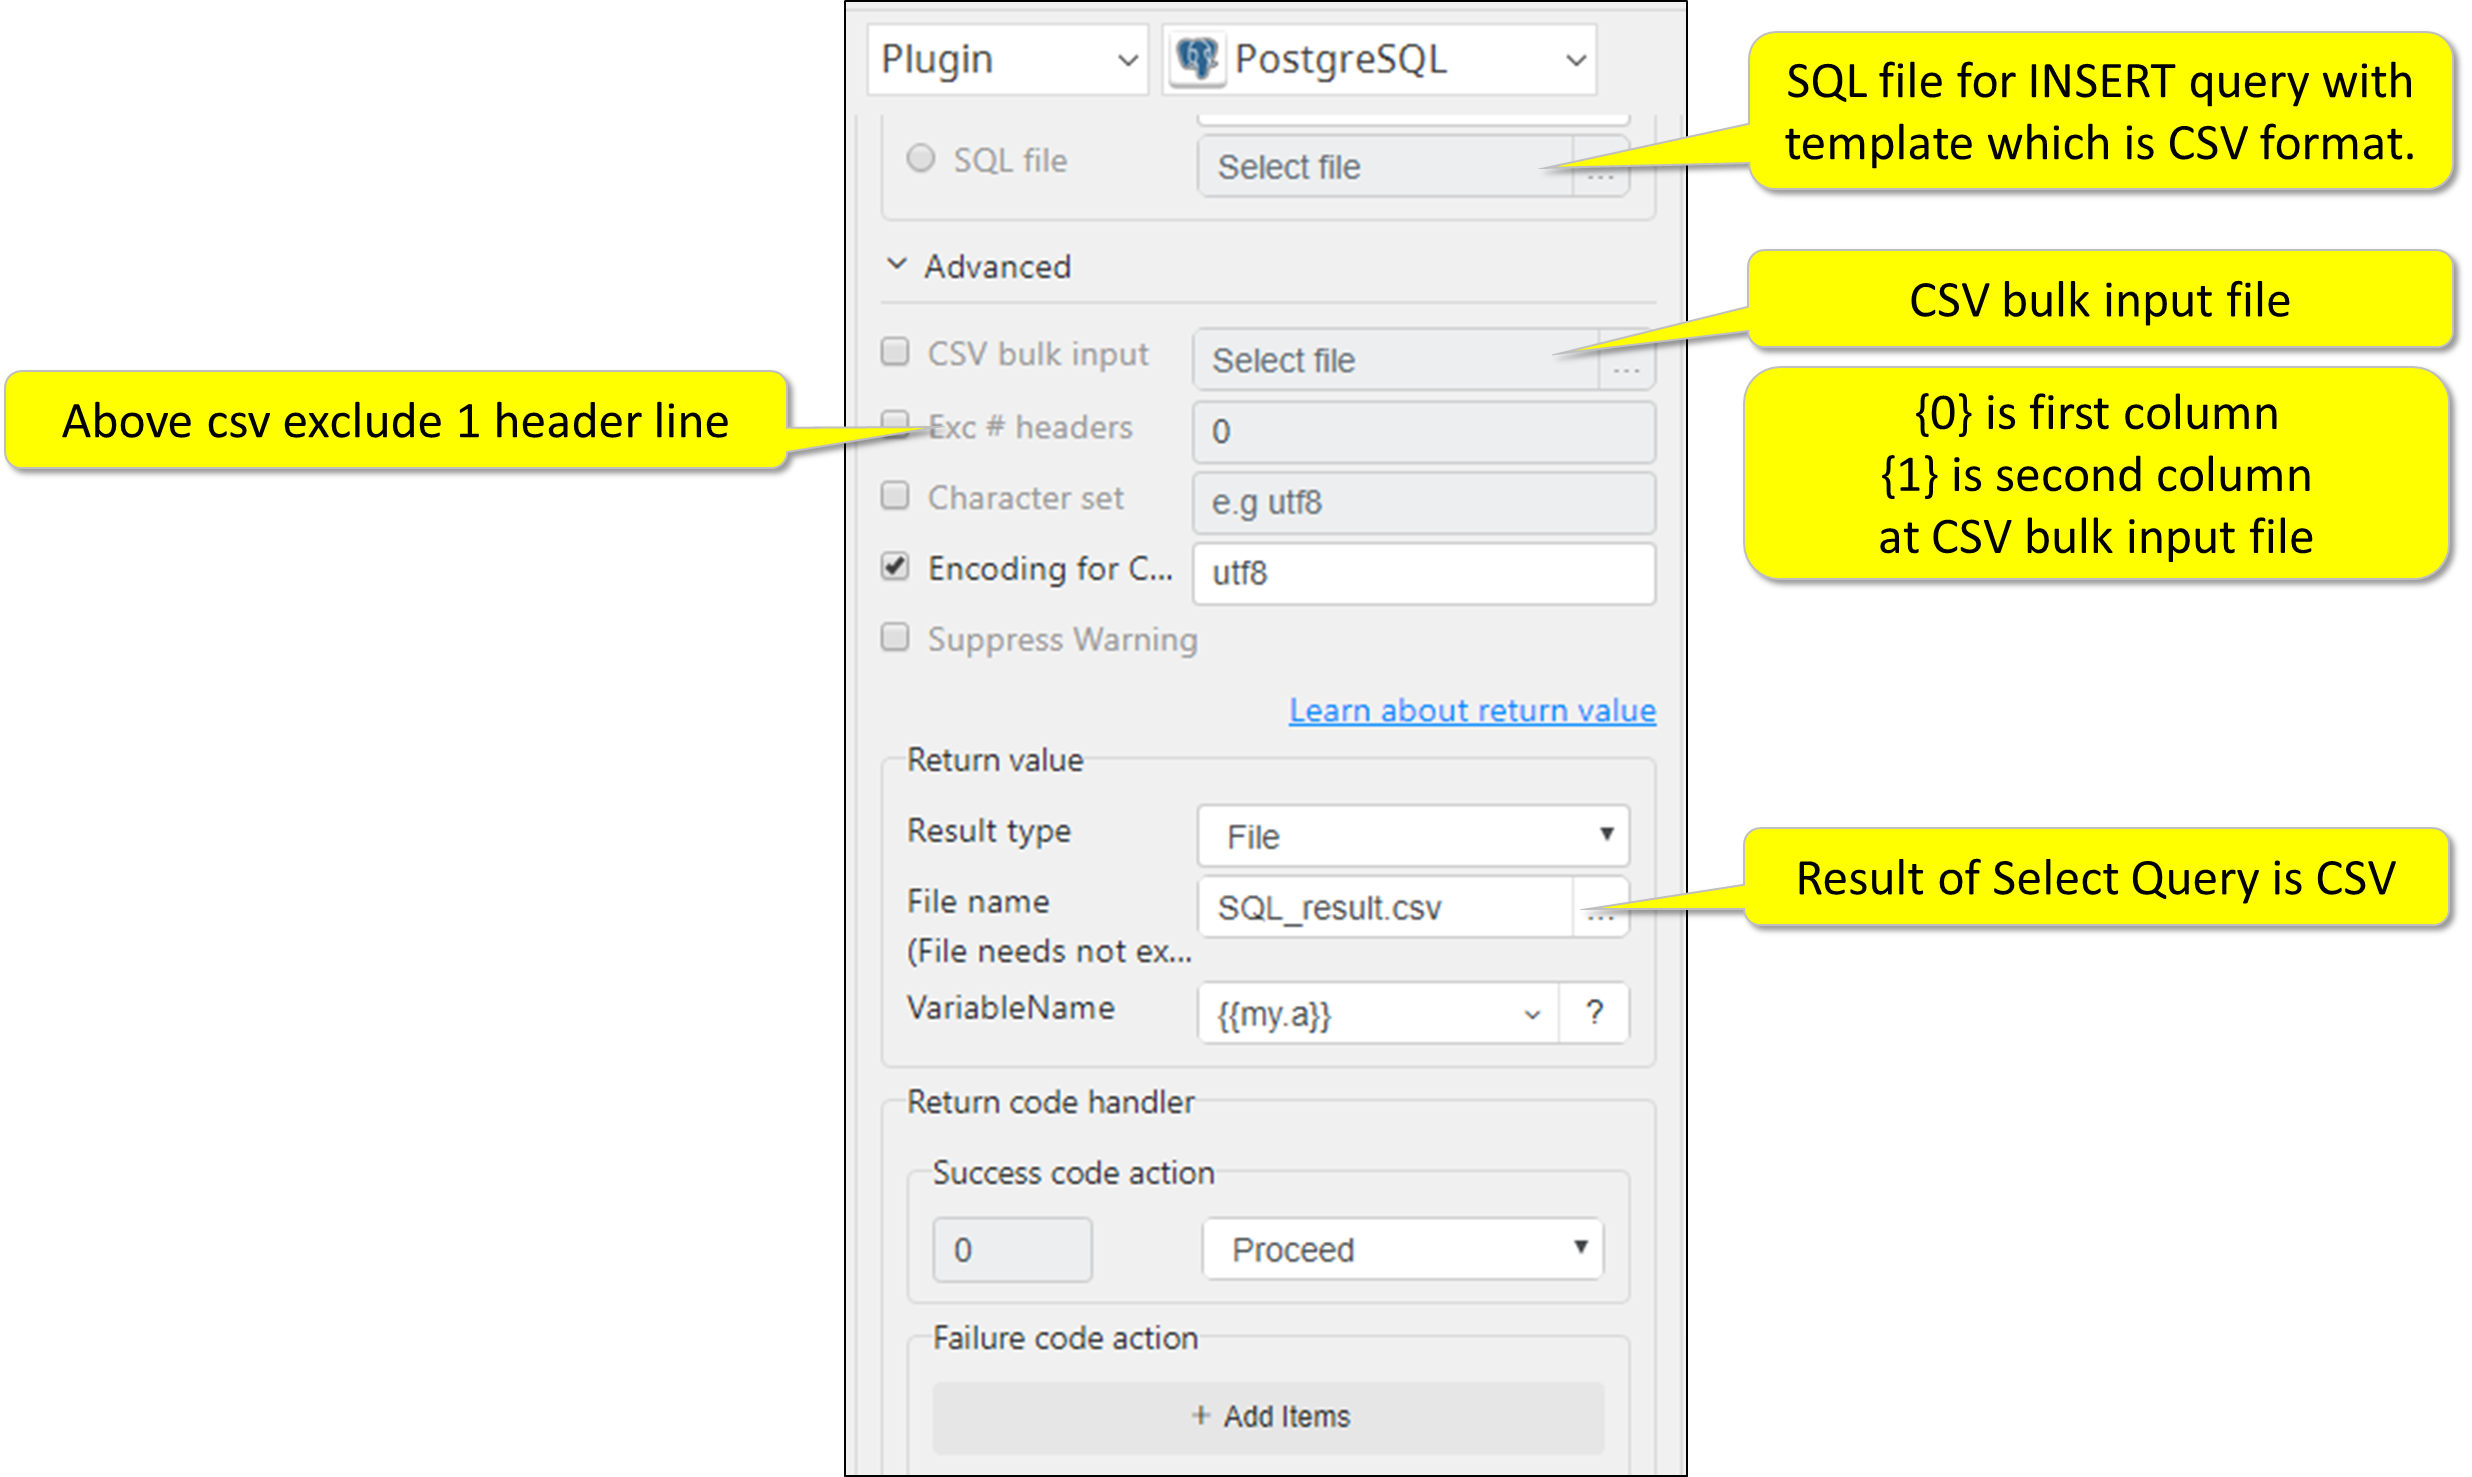 Plugin
PostgreSQL
SQL file for INSERT query with
template which is CSV format.
SQL file
Select file
...
Advanced
CSV bulk input file
CSV bulk input
Select file
...
Above csv exclude 1 header line
Exc # headers
0
{0} is first column
{1} is second column
at CSV bulk input file
Character set
e.g utf8
Encoding for C...
utf8
Suppress Warning
Learn about return value
Return value
Result type
File
Result of Select Query is CSV
File name
SQL_result.csv
...
(File needs not ex...
VariableName
{{my.a}}
?
Return code handler
Success code action
0
Proceed
Failure code action
+ Add Items